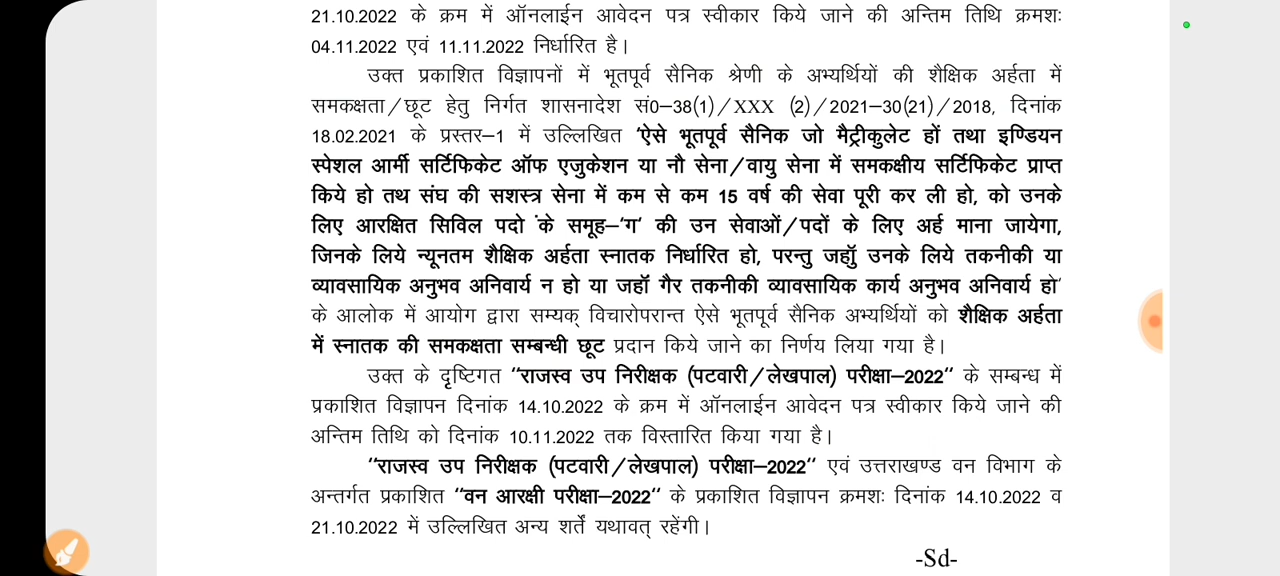 21.10.2022 के क्रम में ऑनलाईन आवेदन पत्र स्वीकार किये जाने की अन्तिम तिथि क्रमशः
04.11.2022 एवं 11.11.2022 निर्धारित है।
उक्त प्रकाशित विज्ञापनों में भूतपूर्व सैनिक श्रेणी के अभ्यर्थियों की शैक्षिक अर्हता में
समकक्षता/छूट हेतु निर्गत शासनादेश सं0–38(1)/XXX (2)/2021–30(21)/2018, दिनांक
18.02.2021 के प्रस्तर–1 में उल्लिखित 'ऐसे भूतपूर्व सैनिक जो मैट्रीकुलेट हों तथा इण्डियन
स्पेशल आर्मी सर्टिफिकेट ऑफ एजुकेशन या नौ सेना/वायु सेना में समकक्षीय सर्टिफिकेट प्राप्त
किये हो तथ संघ की सशस्त्र सेना में कम से कम 15 वर्ष की सेवा पूरी कर ली हो, को उनके
लिए आरक्षित सिविल पदो के समूह–'ग' की उन सेवाओं/पदों के लिए अर्ह माना जायेगा,
जिनके लिये न्यूनतम शैक्षिक अर्हता स्नातक निर्धारित हो, परन्तु जहाॅु उनके लिये तकनीकी या
व्यावसायिक अनुभव अनिवार्य न हो या जहाॅ गैर तकनीकी व्यावसायिक कार्य अनुभव अनिवार्य हो'
के आलोक में आयोग द्वारा सम्यक् विचारोपरान्त ऐसे भूतपूर्व सैनिक अभ्यर्थियों को शैक्षिक अर्हता
में स्नातक की समकक्षता सम्बन्धी छूट प्रदान किये जाने का निर्णय लिया गया है।
उक्त के दृष्टिगत "राजस्व उप निरीक्षक (पटवारी/लेखपाल) परीक्षा–2022" के सम्बन्ध में
प्रकाशित विज्ञापन दिनांक 14.10.2022 के क्रम में ऑनलाईन आवेदन पत्र स्वीकार किये जाने की
अन्तिम तिथि को दिनांक 10.11.2022 तक विस्तारित किया गया है।
"राजस्व उप निरीक्षक (पटवारी/लेखपाल) परीक्षा–2022" एवं उत्तराखण्ड वन विभाग के
अन्तर्गत प्रकाशित "वन आरक्षी परीक्षा–2022" के प्रकाशित विज्ञापन क्रमशः दिनांक 14.10.2022 व
21.10.2022 में उल्लिखित अन्य शर्तें यथावत् रहेंगी।
-Sd-